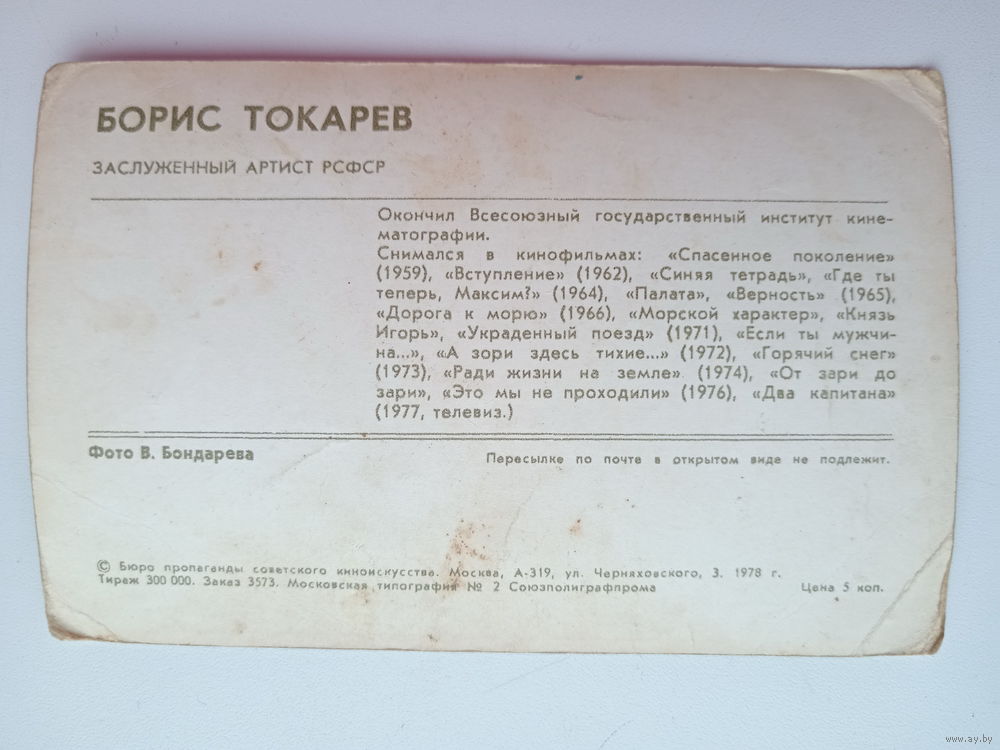 БОРИС ТОКАРЕВ
ЗАСЛУЖЕННЫЙ АРТИСТ РСФСР
Окончил Всесоюзный государственный институт кине-
матографии.
Снимался в кинофильмах: «Спасенное поколение»
(1959), «Вступление» (1962), «Синяя тетрадь», «Где ты
теперь, Максим?» (1964), «Палата», «Верность» (1965),
«Дорога к морю» (1966), «Морской характер», «Князь
Игорь», «Украденный поезд» (1971), «Если ты мужчи-
на...», «А зори здесь тихие...» (1972), «Горячий снег»
(1973), «Ради жизни на земле» (1974), «От зари до
зари», «Это мы не проходили» (1976), «Два капитана»
(1977, телевиз.)
Фото В. Бондарева
Пересылке по почте в открытом виде не подлежит.
© Бюро пропаганды советского киноискусства. Москва, А-319, ул. Черняховского, 3. 1978 г.
Тираж 300 000. Заказ 3573. Московская типография № 2 Союзполиграфпрома
Цена 5 коп.
www.ay.by